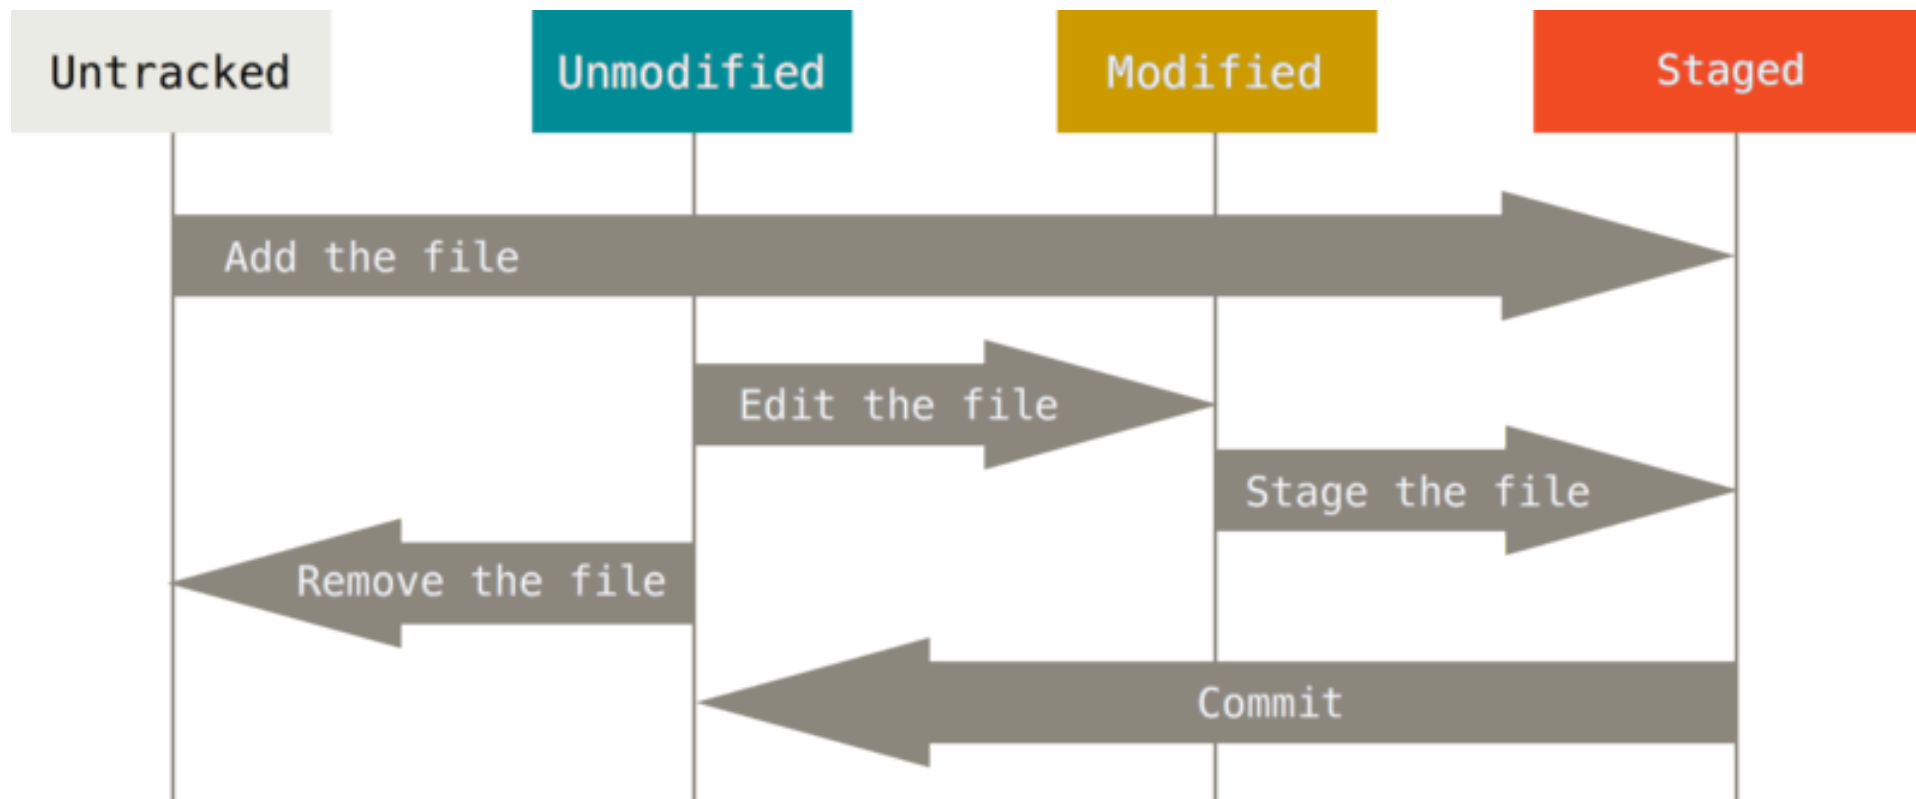 Untracked
Unmodified
Modified
Staged
Add the file
Edit the file
Stage the file
Remove the file
Commit